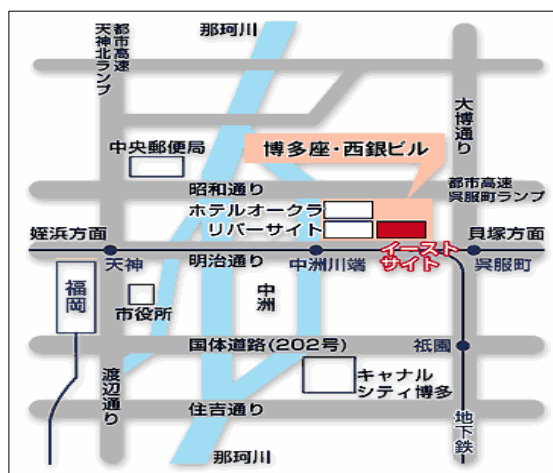 那珂川
都市高速
天神北ランプ
大博通り
中央郵便局
博多座・西銀ビル
昭和通り
都市高速
呉服町ランプ
ホテルオークラ
リバーサイト
姪浜方面
イースト
サイト
貝塚方面
天神
明治通り
中洲川端
呉服町
福岡
市役所
中洲
国体道路(202号)
祇園
渡辺通り
キャナル
シティ博多
住吉通り
地下鉄
那珂川